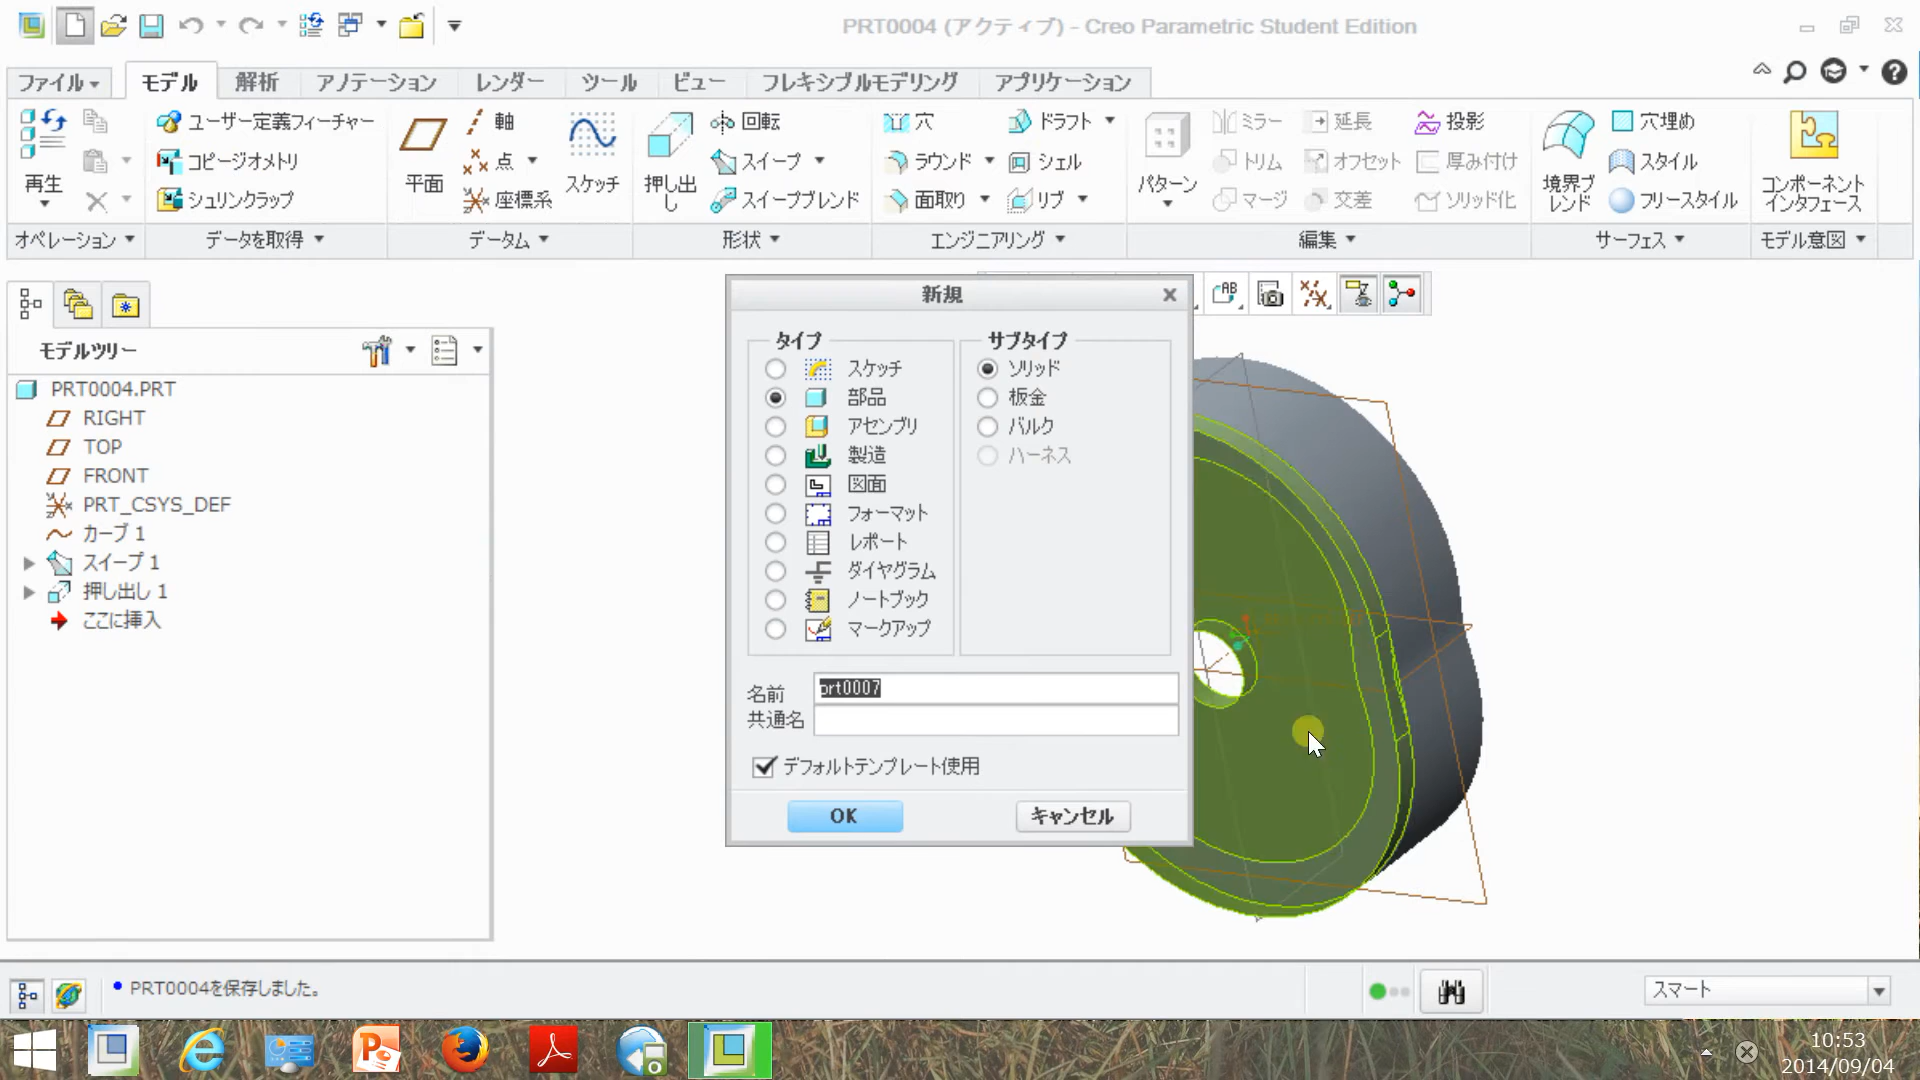 PRT0004 (アクティブ) - Creo Parametric Student Edition
ファイル モデル 解析 アノテーション レンダー ツール ビュー フレキシブルモデリング アプリケーション
ユーザー定義フィーチャー 軸 回転 穴 ドラフト ミラー 延長 投影 穴埋め
コピージオメトリ 点 スイープ ラウンド シェル トリム オフセット 厚み付け スタイル
再生 平面 スケッチ 押し出し パターン 境界ブレンド コンポーネントインタフェース
シュリンクラップ 座標系 スイープブレンド 面取り リブ マージ 交差 ソリッド化 フリースタイル
オペレーション データを取得 データム 形状 エンジニアリング 編集 サーフェス モデル意図
モデルツリー
PRT0004.PRT
RIGHT
TOP
FRONT
PRT_CSYS_DEF
カーブ 1
スイープ 1
押し出し 1
ここに挿入
新規
タイプ
スケッチ
部品
アセンブリ
製造
図面
フォーマット
レポート
ダイヤグラム
ノートブック
マークアップ
サブタイプ
ソリッド
板金
バルク
ハーネス
名前 prt0007
共通名
デフォルトテンプレート使用
OK キャンセル
PRT0004を保存しました。
スマート
10:53
2014/09/04